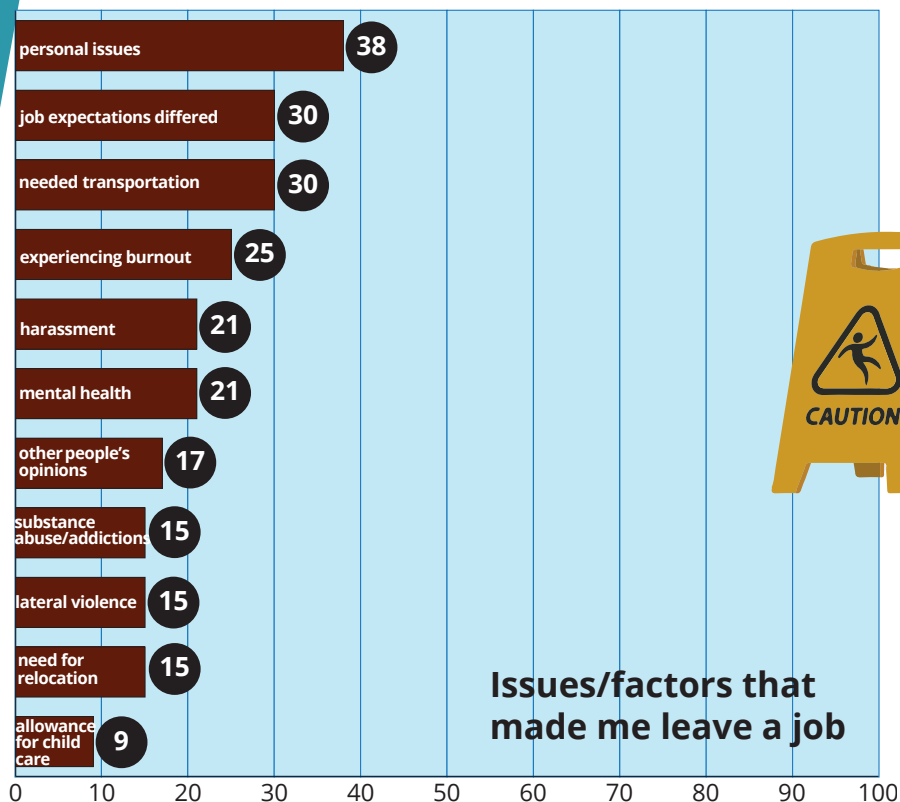 personal issues
38
job expectations differed
30
needed transportation
30
experiencing burnout
25
harassment
21
mental health
21
other people's
opinions
17
substance
abuse/addictions
15
lateral violence
15
need for
relocation
15
allowance
for child
care
9
CAUTION
Issues/factors that
made me leave a job
0 10 20 30 40 50 60 70 80 90 100